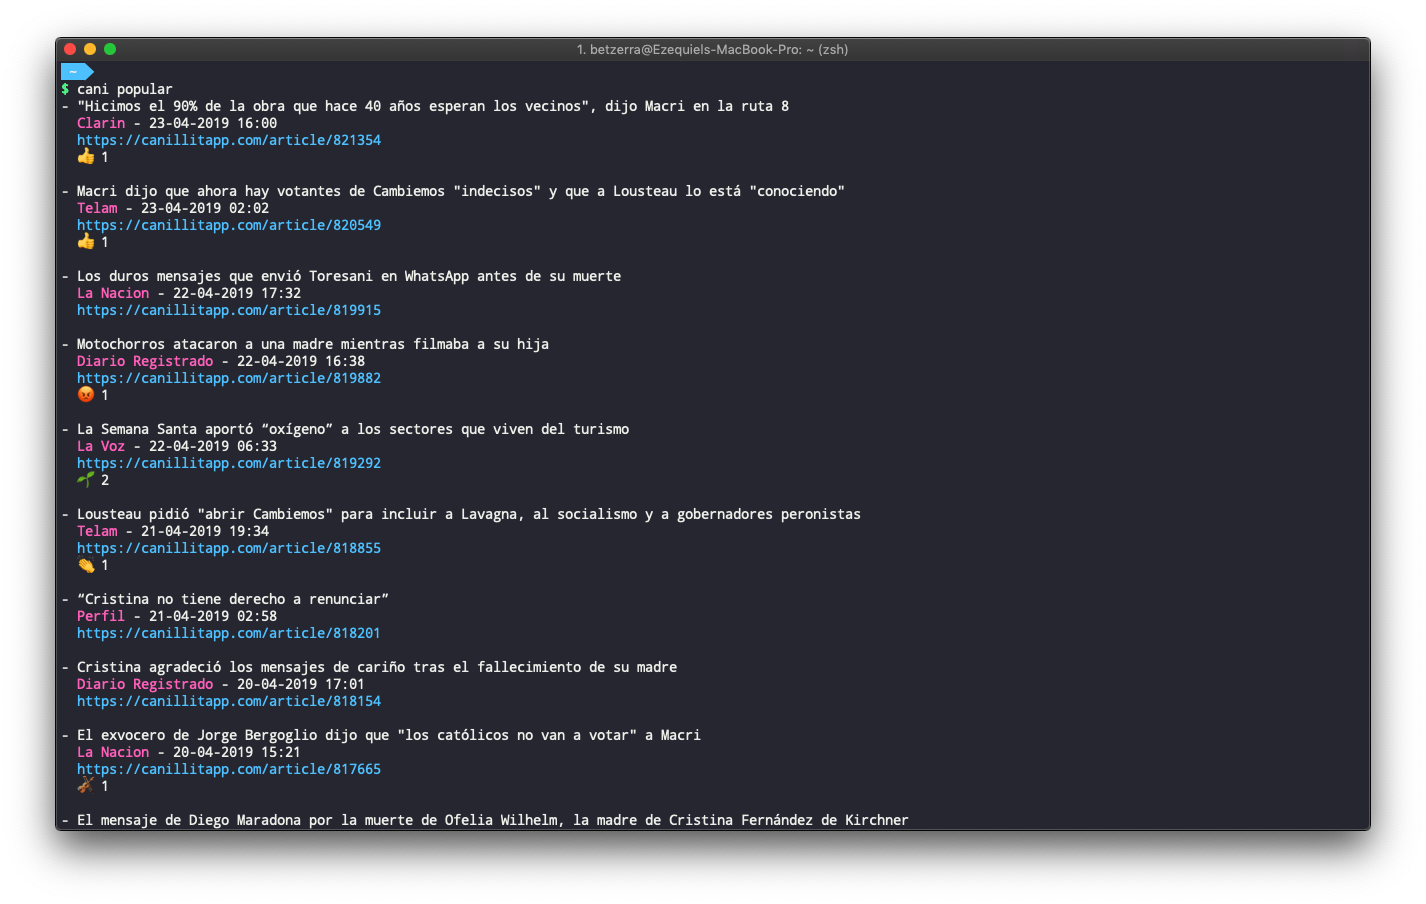 1. betzerra@Ezequiels-MacBook-Pro: ~ (zsh)
~
$ cani popular
- "Hicimos el 90% de la obra que hace 40 años esperan los vecinos", dijo Macri en la ruta 8
Clarin - 23-04-2019 16:00
https://canillitapp.com/article/821354
👍 1
- Macri dijo que ahora hay votantes de Cambiemos "indecisos" y que a Lousteau lo está "conociendo"
Telam - 23-04-2019 02:02
https://canillitapp.com/article/820549
👍 1
- Los duros mensajes que envió Toresani en WhatsApp antes de su muerte
La Nacion - 22-04-2019 17:32
https://canillitapp.com/article/819915
- Motochorros atacaron a una madre mientras filmaba a su hija
Diario Registrado - 22-04-2019 16:38
https://canillitapp.com/article/819882
😡 1
- La Semana Santa aportó “oxígeno” a los sectores que viven del turismo
La Voz - 22-04-2019 06:33
https://canillitapp.com/article/819292
🌱 2
- Lousteau pidió "abrir Cambiemos" para incluir a Lavagna, al socialismo y a gobernadores peronistas
Telam - 21-04-2019 19:34
https://canillitapp.com/article/818855
👏 1
- “Cristina no tiene derecho a renunciar”
Perfil - 21-04-2019 02:58
https://canillitapp.com/article/818201
- Cristina agradeció los mensajes de cariño tras el fallecimiento de su madre
Diario Registrado - 20-04-2019 17:01
https://canillitapp.com/article/818154
- El exvocero de Jorge Bergoglio dijo que "los católicos no van a votar" a Macri
La Nacion - 20-04-2019 15:21
https://canillitapp.com/article/817665
🎻 1
- El mensaje de Diego Maradona por la muerte de Ofelia Wilhelm, la madre de Cristina Fernández de Kirchner